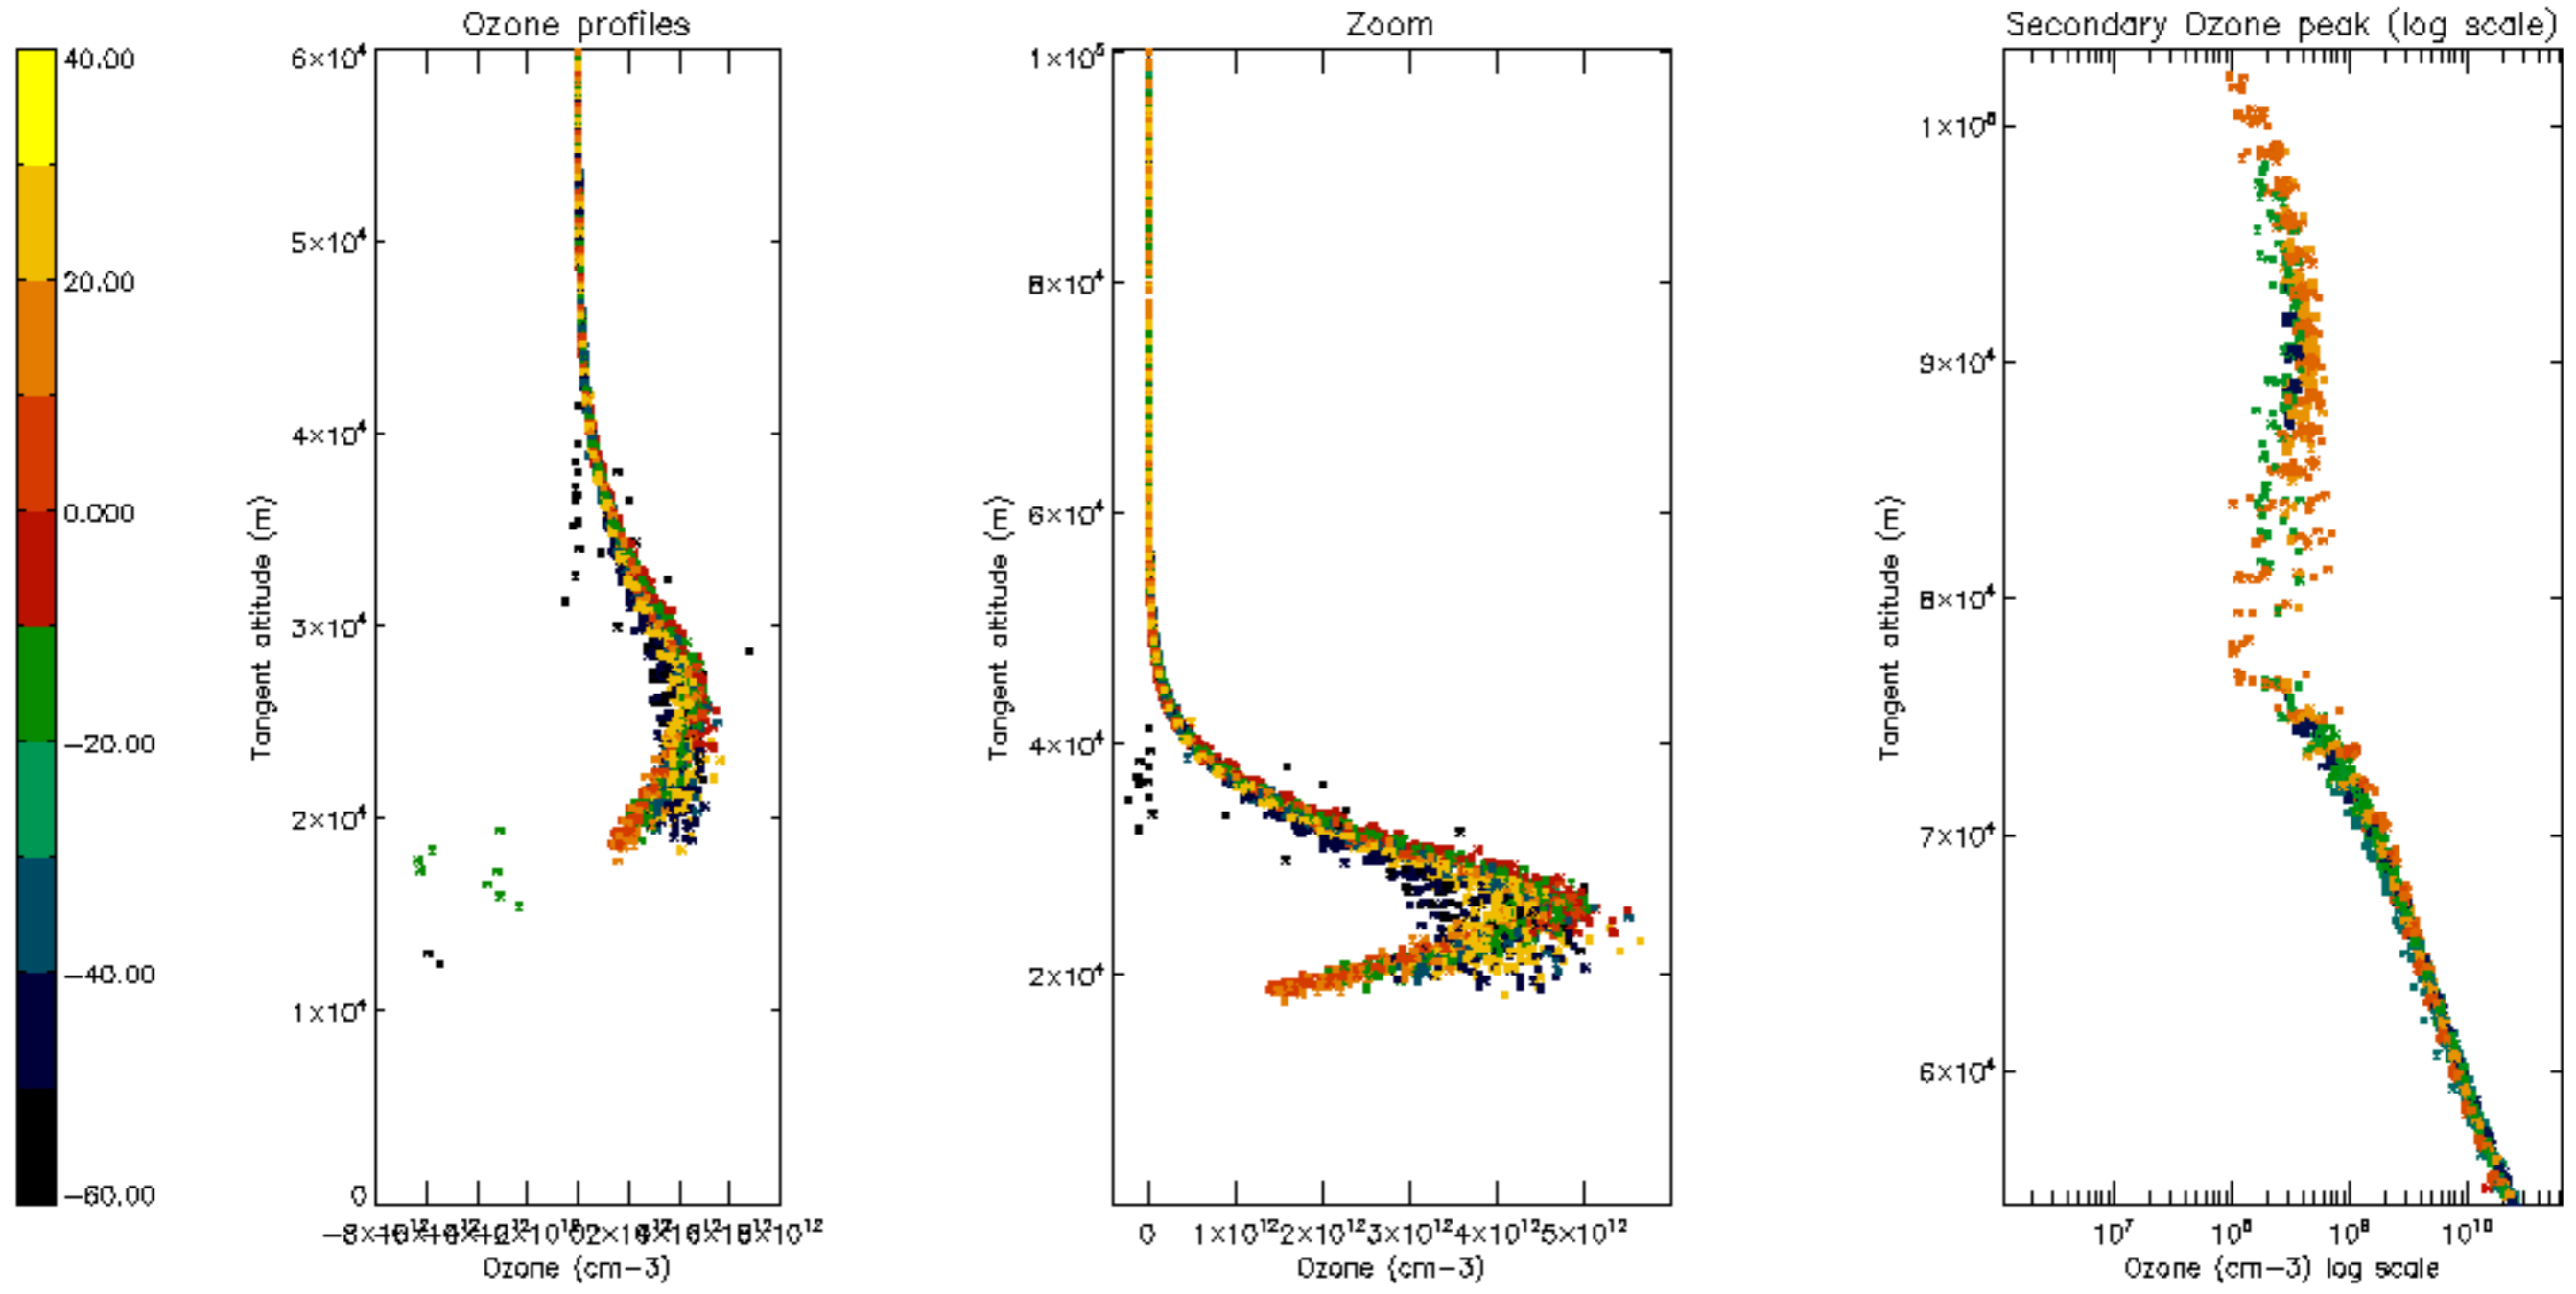 Ozone profiles
Zoom
Secondary Ozone peak (log scale)
40.00
20.00
0.000
−20.00
−40.00
−60.00
Tangent altitude (m)
6×10⁴
5×10⁴
4×10⁴
3×10⁴
2×10⁴
1×10⁴
0
Ozone (cm−3)
Tangent altitude (m)
1×10⁵
8×10⁴
6×10⁴
4×10⁴
2×10⁴
0 1×10¹² 2×10¹² 3×10¹² 4×10¹² 5×10¹²
Ozone (cm−3)
Tangent altitude (m)
1×10⁵
9×10⁴
8×10⁴
7×10⁴
6×10⁴
10⁷ 10⁸ 10⁹ 10¹⁰
Ozone (cm−3) log scale